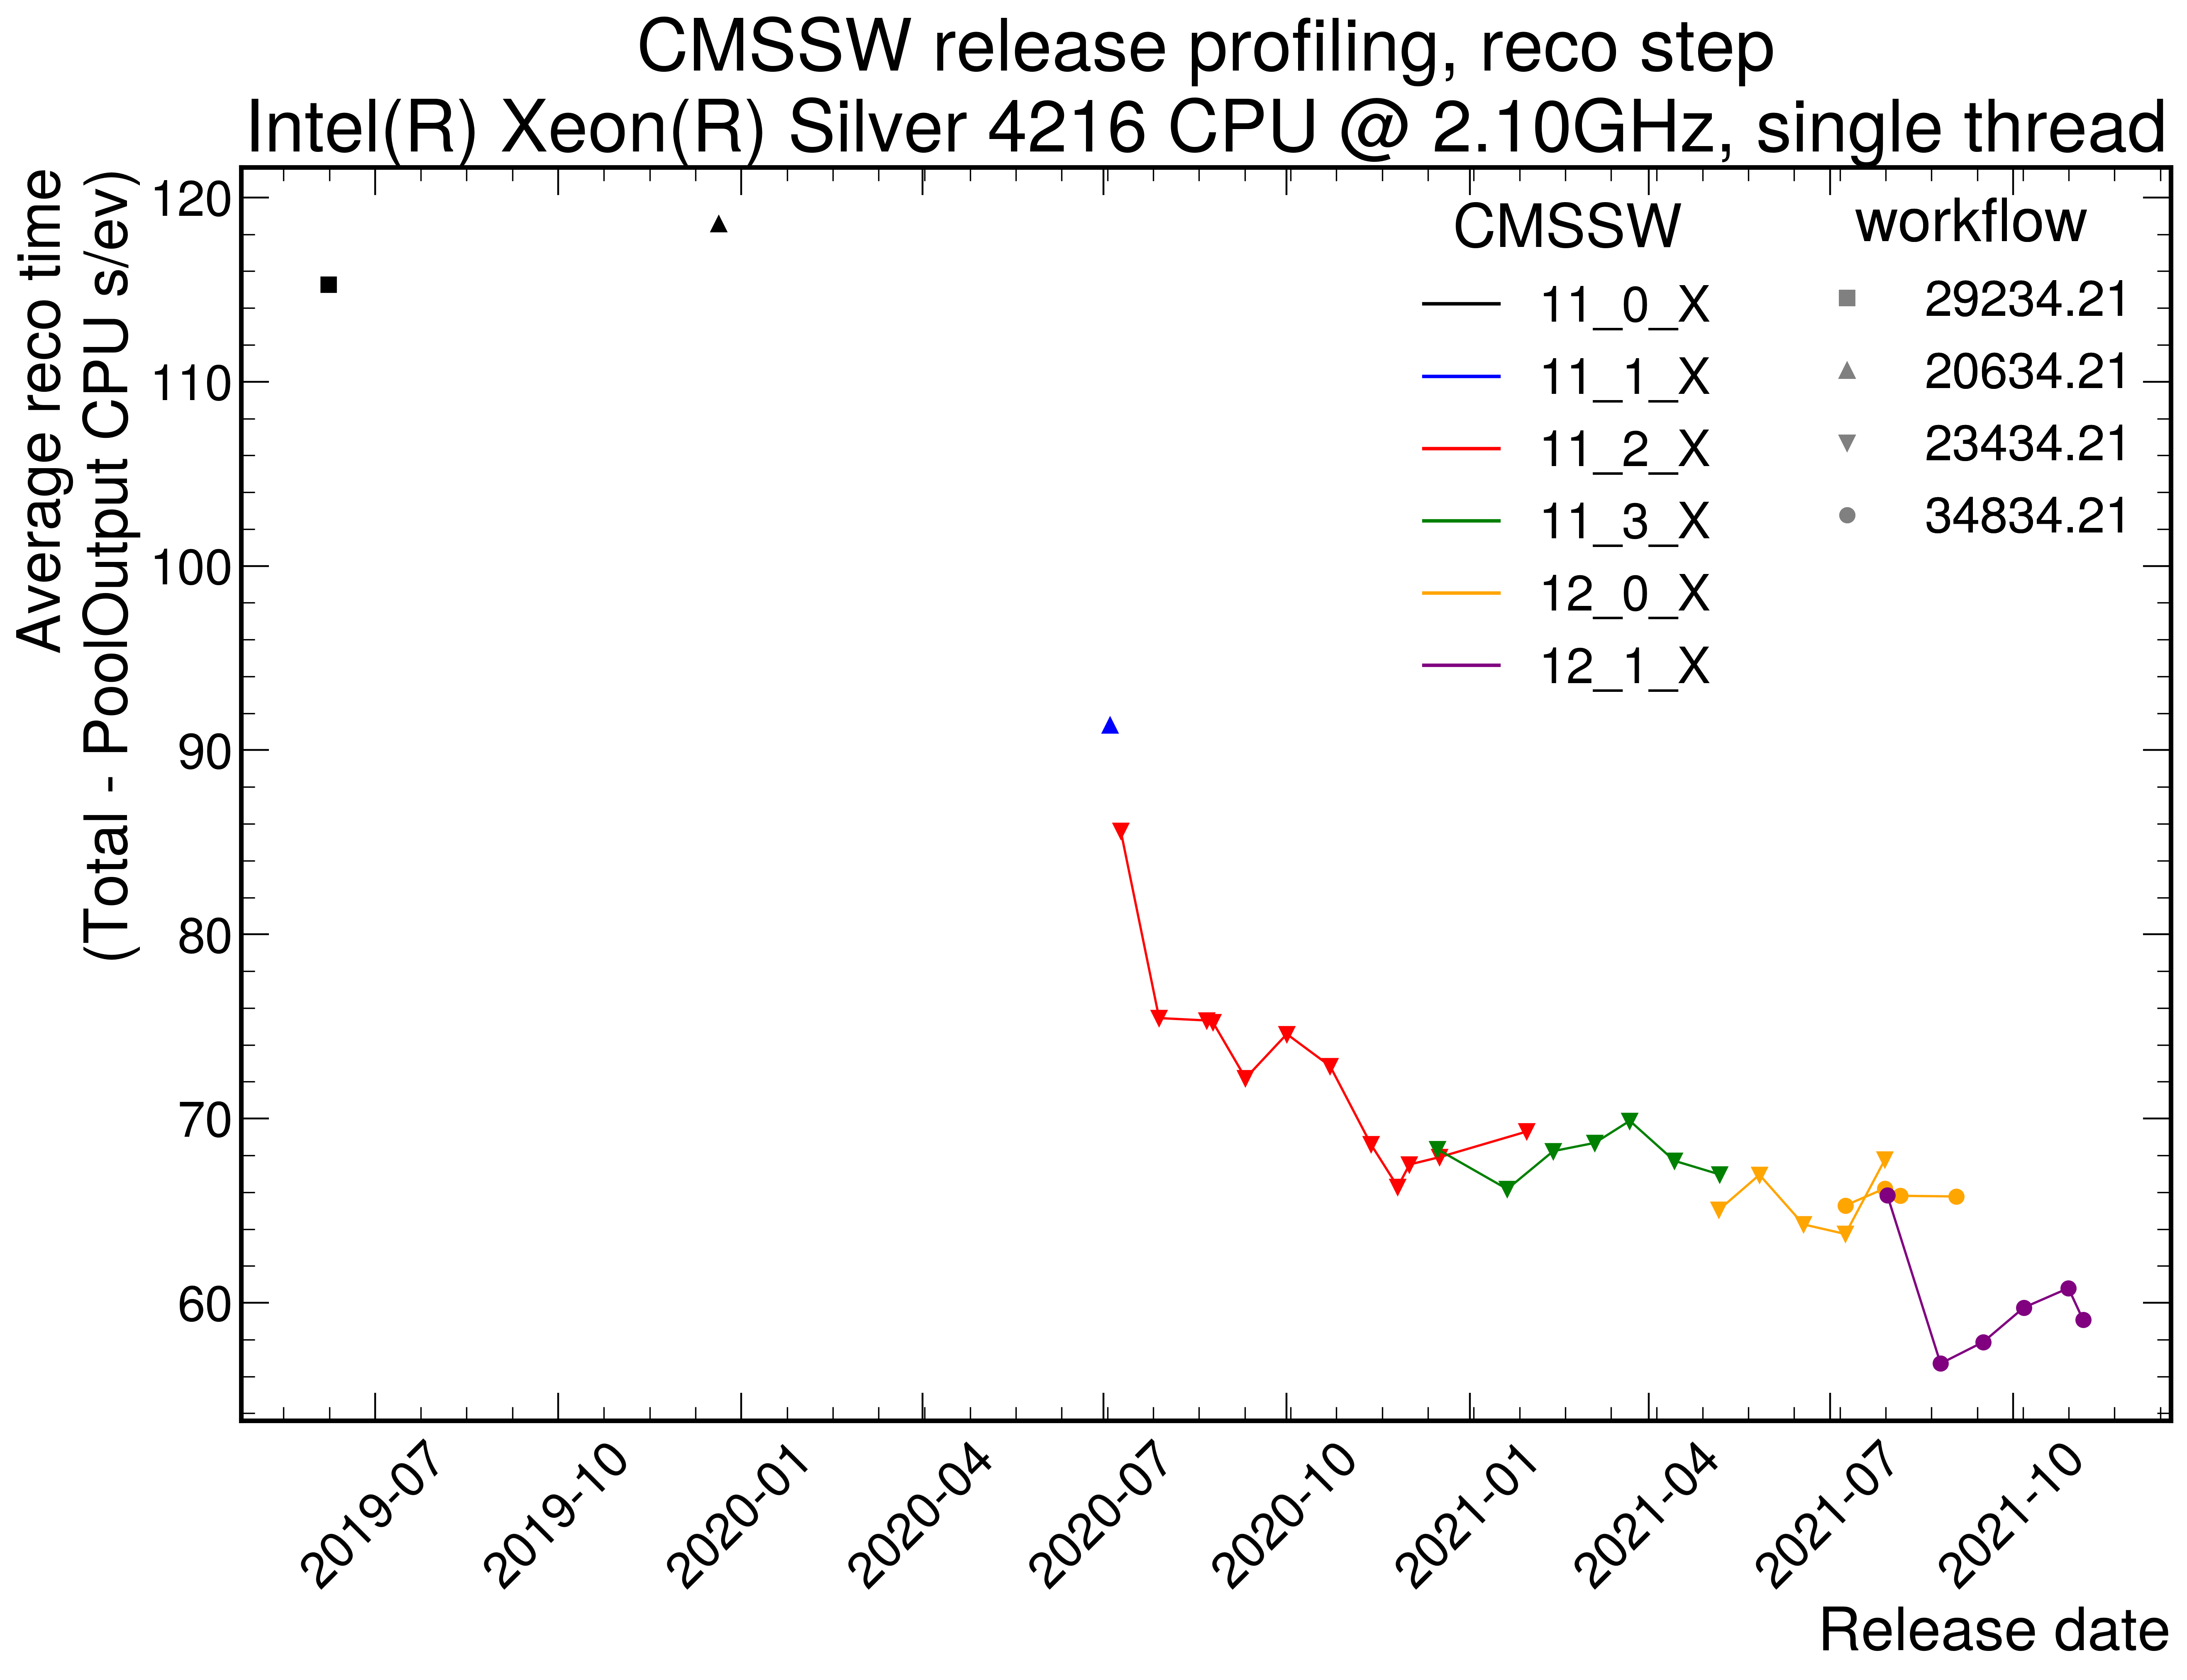 CMSSW release profiling, reco step
Intel(R) Xeon(R) Silver 4216 CPU @ 2.10GHz, single thread
Average reco time
(Total - PoolOutput CPU s/ev)
120
110
100
90
80
70
60
CMSSW
11_0_X
11_1_X
11_2_X
11_3_X
12_0_X
12_1_X
workflow
29234.21
20634.21
23434.21
34834.21
2019-07
2019-10
2020-01
2020-04
2020-07
2020-10
2021-01
2021-04
2021-07
2021-10
Release date